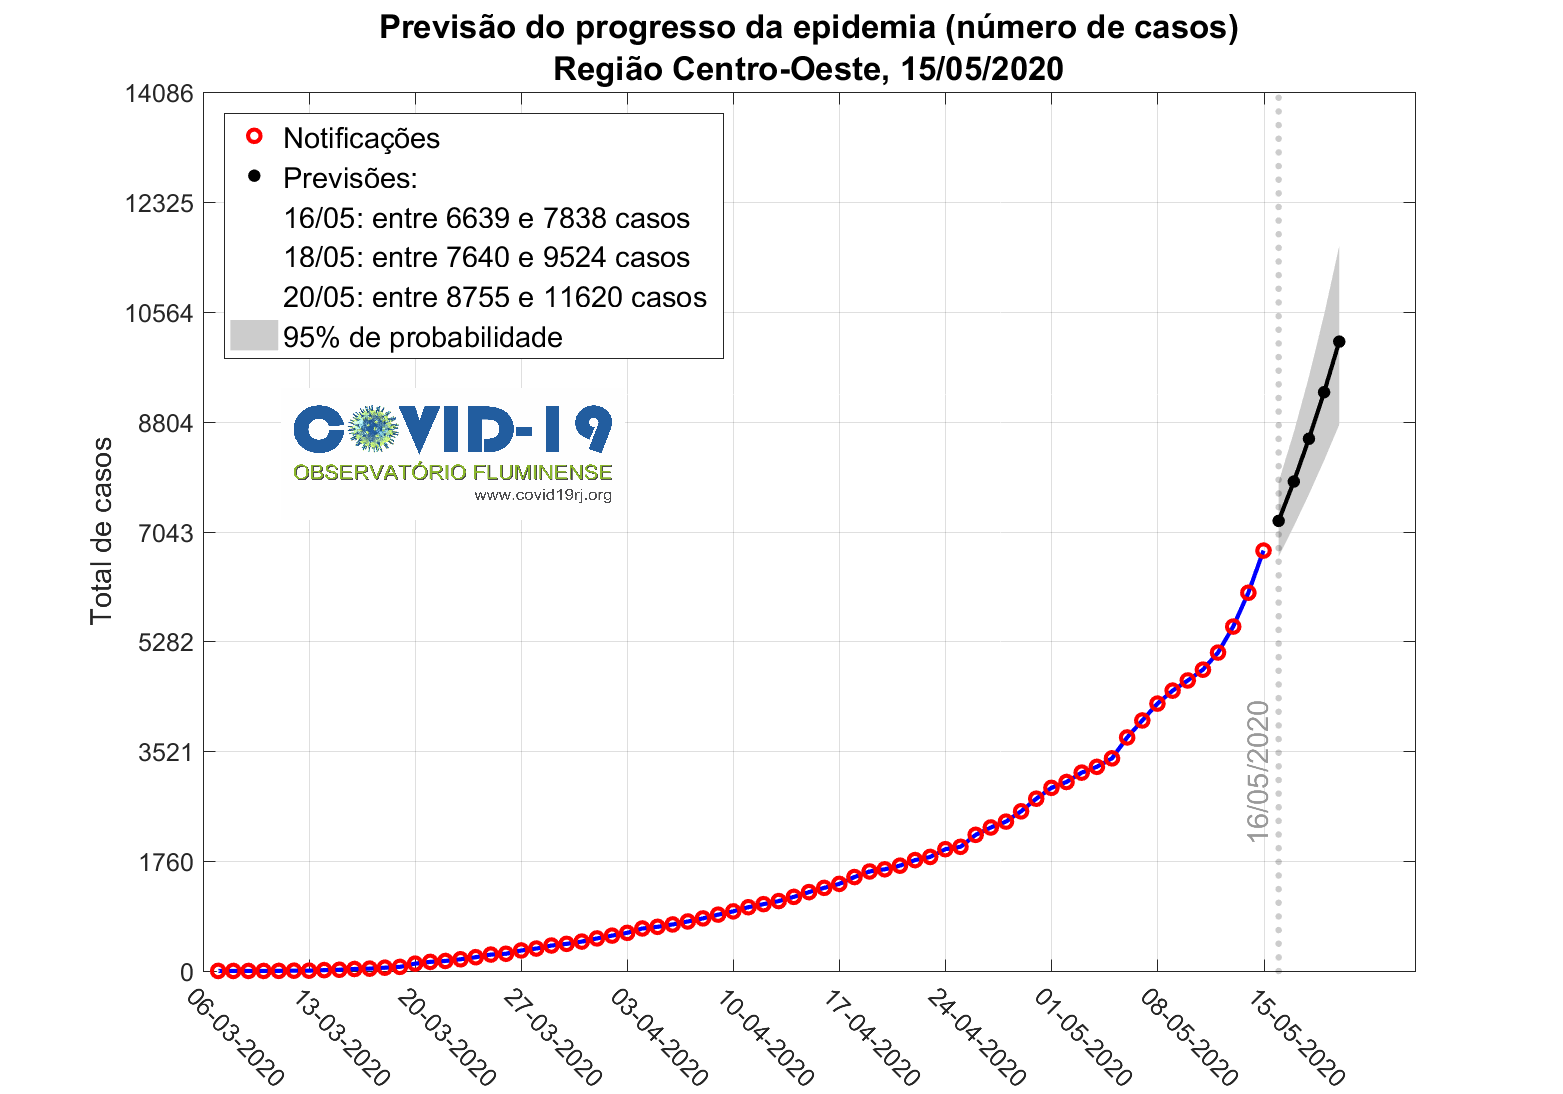 Previsão do progresso da epidemia (número de casos)
Região Centro-Oeste, 15/05/2020
14086
12325
10564
8804
7043
5282
3521
1760
0
Total de casos
Notificações
Previsões:
16/05: entre 6639 e 7838 casos
18/05: entre 7640 e 9524 casos
20/05: entre 8755 e 11620 casos
95% de probabilidade
COVID-19
OBSERVATÓRIO FLUMINENSE
www.covid19rj.org
16/05/2020
06-03-2020
13-03-2020
20-03-2020
27-03-2020
03-04-2020
10-04-2020
17-04-2020
24-04-2020
01-05-2020
08-05-2020
15-05-2020